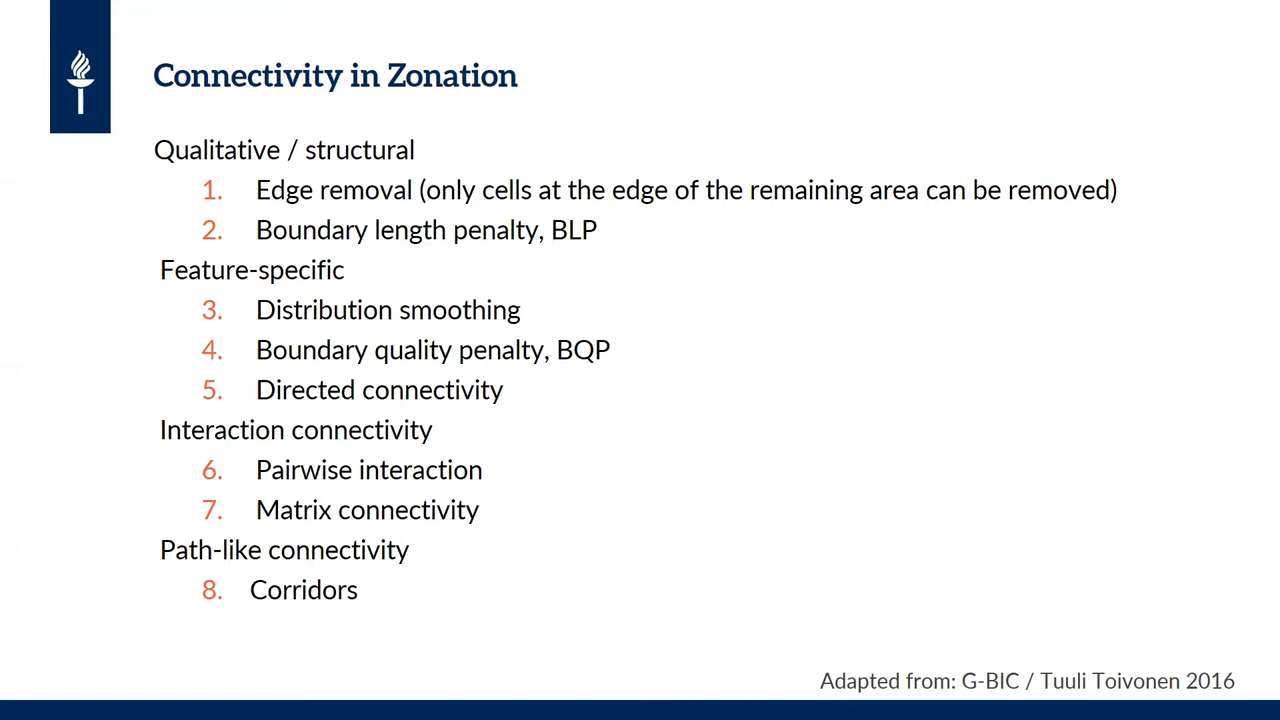 Connectivity in Zonation
Qualitative / structural
1. Edge removal (only cells at the edge of the remaining area can be removed)
2. Boundary length penalty, BLP
Feature-specific
3. Distribution smoothing
4. Boundary quality penalty, BQP
5. Directed connectivity
Interaction connectivity
6. Pairwise interaction
7. Matrix connectivity
Path-like connectivity
8. Corridors
Adapted from: G-BIC / Tuuli Toivonen 2016